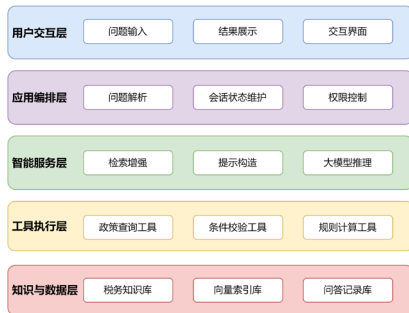 用户交互层 问题输入 结果展示 交互界面
应用编排层 问题解析 会话状态维护 权限控制
智能服务层 检索增强 提示构造 大模型推理
工具执行层 政策查询工具 条件校验工具 规则计算工具
知识与数据层 税务知识库 向量索引库 问答记录库